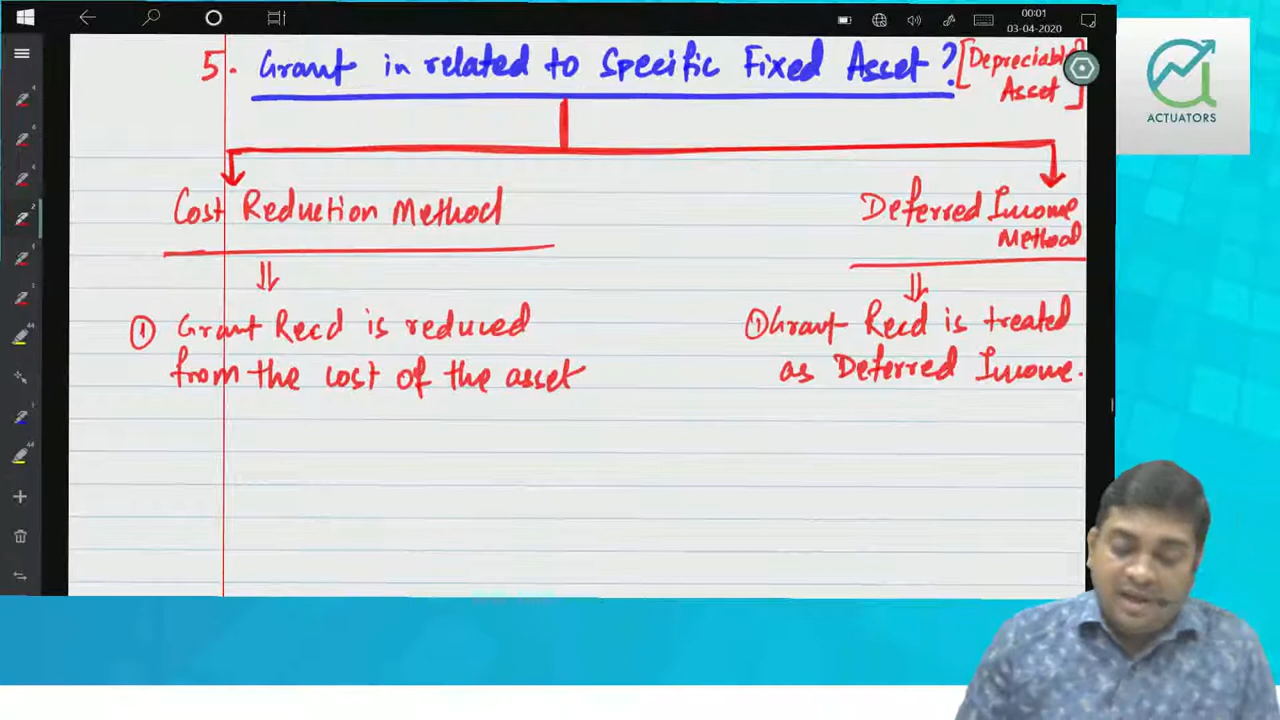 00:01
03-04-2020
5. Grant in related to Specific Fixed Asset? [Depreciable
Asset]
ACTUATORS
Cost Reduction Method
Deferred Income
Method
① Grant Recd is reduced
from the cost of the asset
① Grant Recd is treated
as Deferred Income.